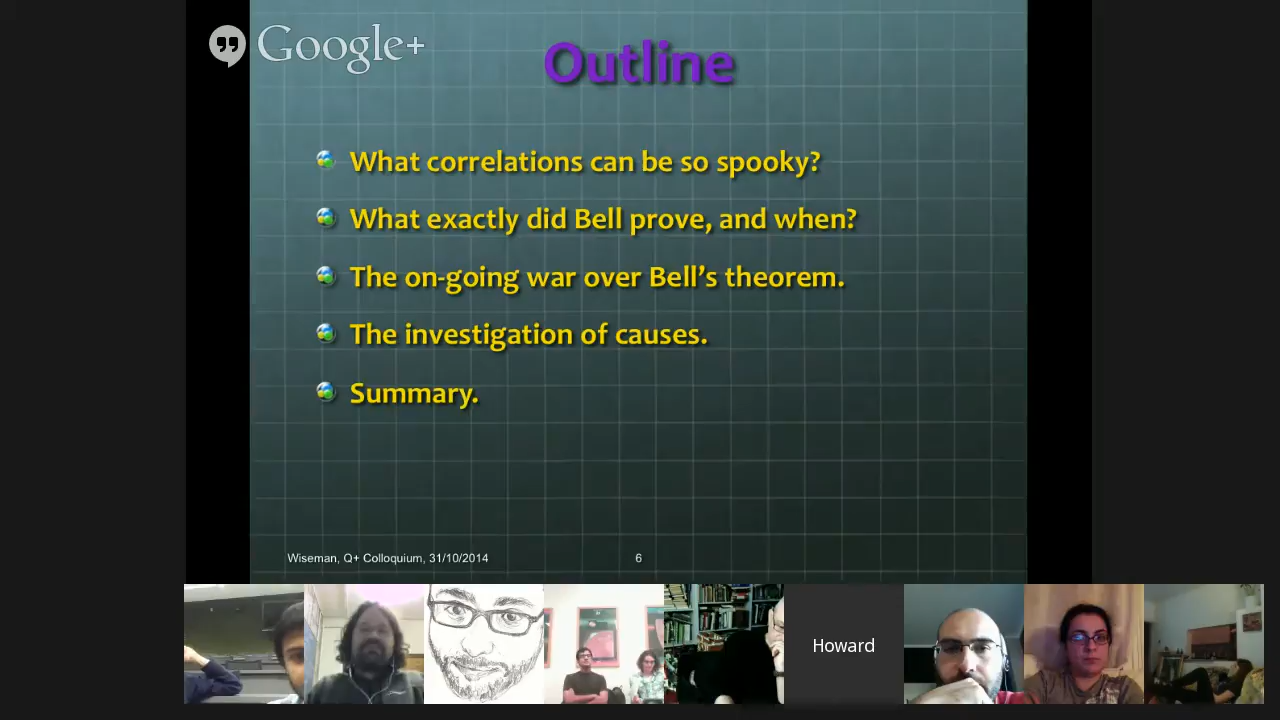 Google+
Outline
What correlations can be so spooky?
What exactly did Bell prove, and when?
The on-going war over Bell’s theorem.
The investigation of causes.
Summary.
Wiseman, Q+ Colloquium, 31/10/2014
6
Howard